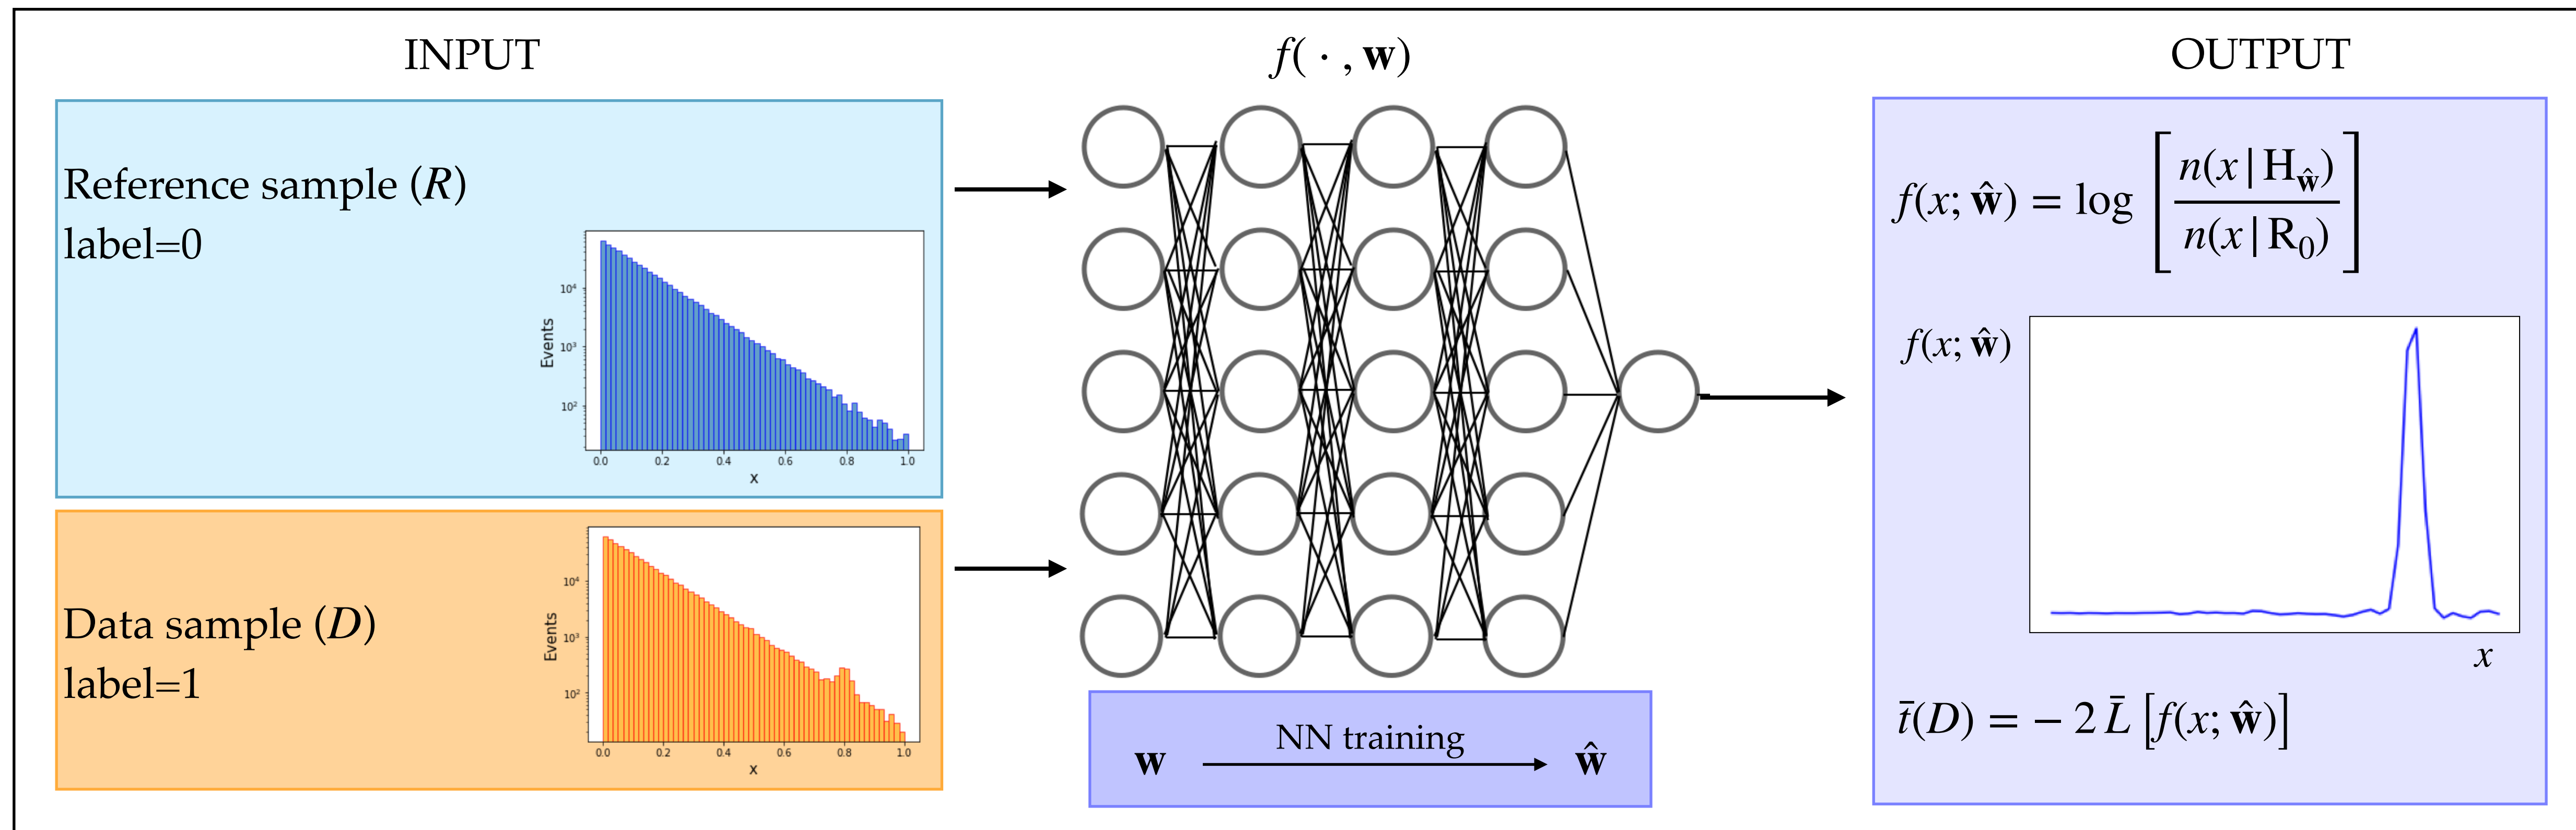 INPUT
f( · , w)
OUTPUT
Reference sample (R)
label=0
Events
10⁴
10³
10²
0.0 0.2 0.4 0.6 0.8 1.0
x
Data sample (D)
label=1
Events
10⁴
10³
10²
0.0 0.2 0.4 0.6 0.8 1.0
x
NN training
w ŵ
f(x; ŵ) = log [ n(x | H_ŵ) / n(x | R₀) ]
f(x; ŵ)
x
t̄(D) = − 2 L̄ [f(x; ŵ)]